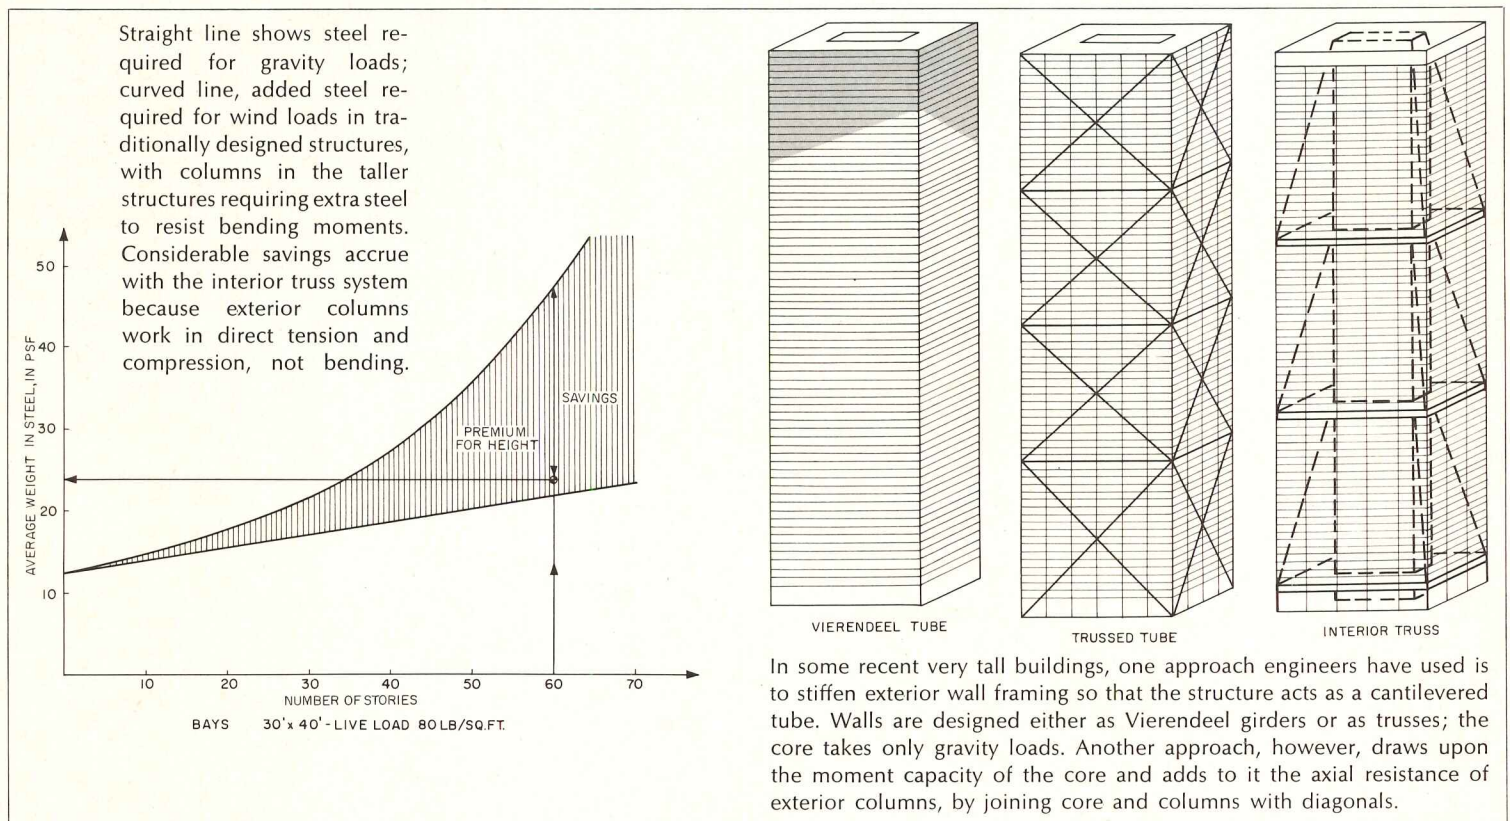 Straight line shows steel re-
quired for gravity loads;
curved line, added steel re-
quired for wind loads in tra-
ditionally designed structures,
with columns in the taller
structures requiring extra steel
to resist bending moments.
Considerable savings accrue
with the interior truss system
because exterior columns
work in direct tension and
compression, not bending.
AVERAGE WEIGHT IN STEEL, IN PSF
50
40
30
20
10
SAVINGS
PREMIUM
FOR HEIGHT
10 20 30 40 50 60 70
NUMBER OF STORIES
BAYS 30'x 40'-LIVE LOAD 80 LB/SQ.FT.
VIERENDEEL TUBE
TRUSSED TUBE
INTERIOR TRUSS
In some recent very tall buildings, one approach engineers have used is
to stiffen exterior wall framing so that the structure acts as a cantilevered
tube. Walls are designed either as Vierendeel girders or as trusses; the
core takes only gravity loads. Another approach, however, draws upon
the moment capacity of the core and adds to it the axial resistance of
exterior columns, by joining core and columns with diagonals.